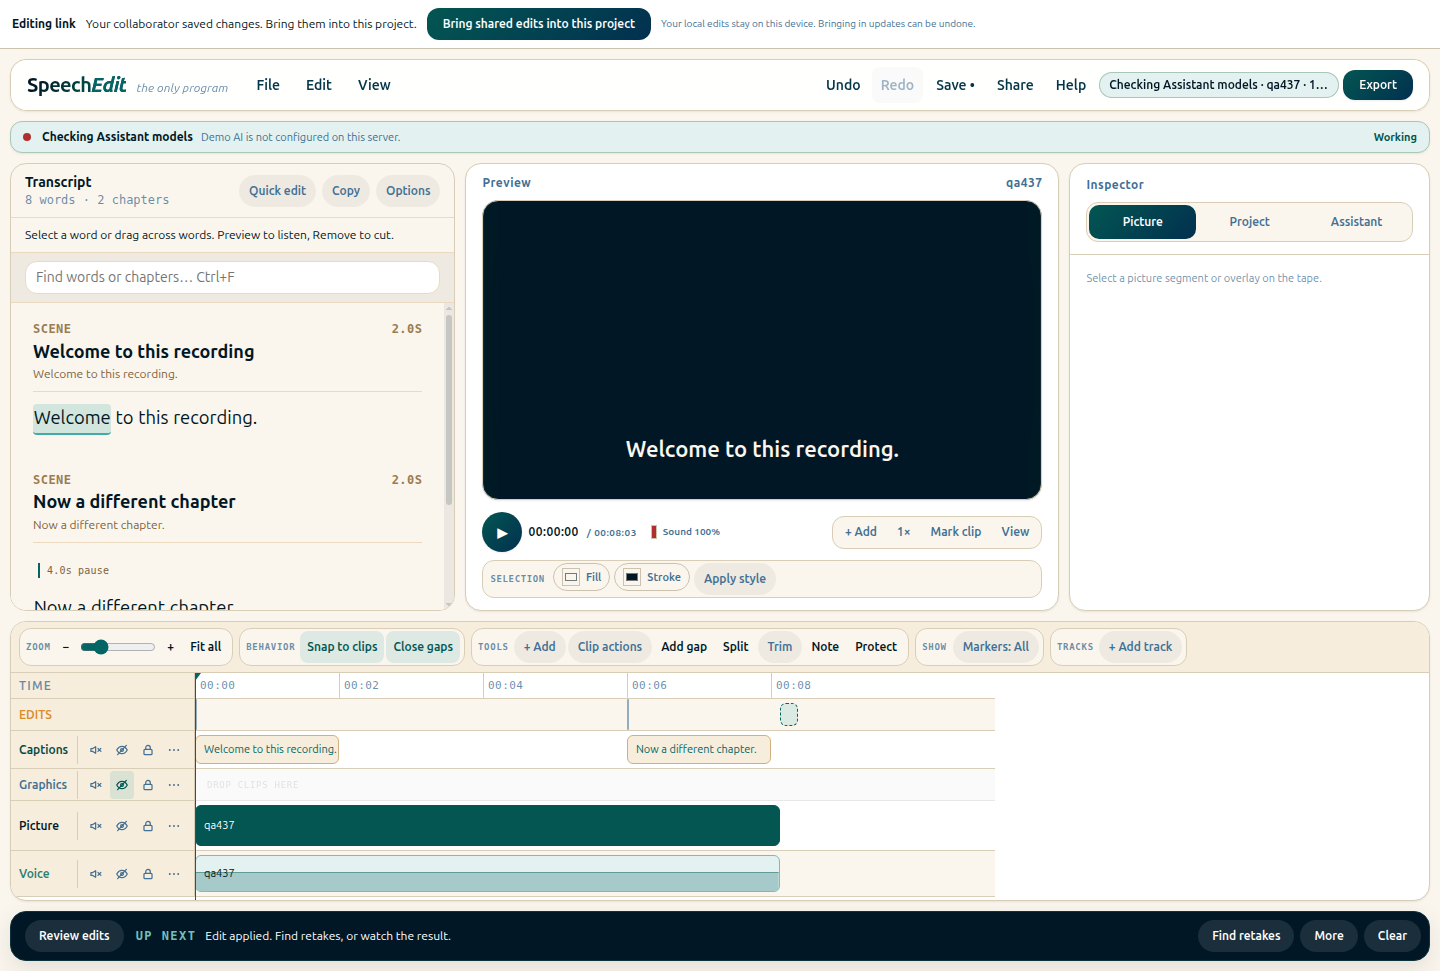 Editing link Your collaborator saved changes. Bring them into this project. Bring shared edits into this project Your local edits stay on this device. Bringing in updates can be undone.
SpeechEdit the only program File Edit View Undo Redo Save • Share Help Checking Assistant models · qa437 · 1… Export
Checking Assistant models Demo AI is not configured on this server. Working
Transcript
8 words · 2 chapters
Quick edit Copy Options
Select a word or drag across words. Preview to listen, Remove to cut.
Find words or chapters… Ctrl+F
SCENE 2.0S
Welcome to this recording
Welcome to this recording.
Welcome to this recording.
SCENE 2.0S
Now a different chapter
Now a different chapter.
4.0s pause
Now a different chapter
Preview qa437
Welcome to this recording.
00:00:00 / 00:08:03 Sound 100% + Add 1× Mark clip View
SELECTION Fill Stroke Apply style
Inspector
Picture Project Assistant
Select a picture segment or overlay on the tape.
ZOOM − + Fit all BEHAVIOR Snap to clips Close gaps TOOLS + Add Clip actions Add gap Split Trim Note Protect SHOW Markers: All TRACKS + Add track
TIME 00:00 00:02 00:04 00:06 00:08
EDITS
Captions Welcome to this recording. Now a different chapter.
Graphics DROP CLIPS HERE
Picture qa437
Voice qa437
Review edits UP NEXT Edit applied. Find retakes, or watch the result. Find retakes More Clear